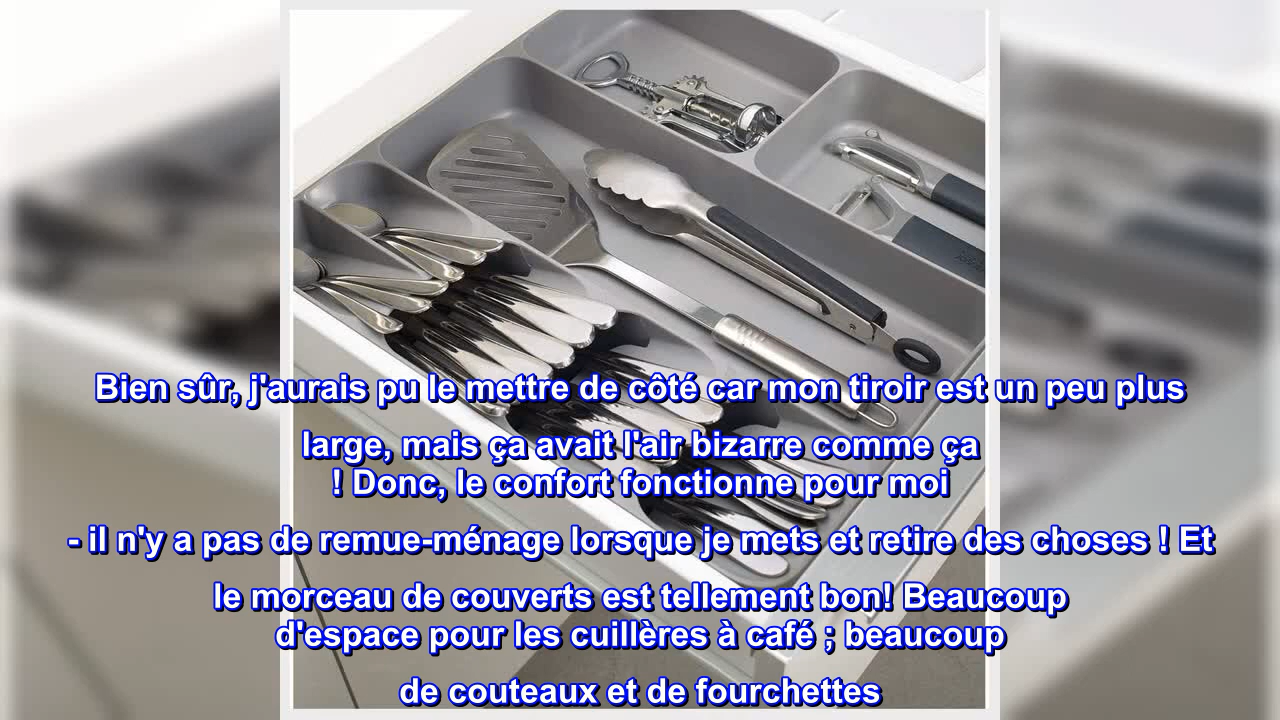 Bien sûr, j'aurais pu le mettre de côté car mon tiroir est un peu plus
large, mais ça avait l'air bizarre comme ça
! Donc, le confort fonctionne pour moi
- il n'y a pas de remue-ménage lorsque je mets et retire des choses ! Et
le morceau de couverts est tellement bon! Beaucoup
d'espace pour les cuillères à café ; beaucoup
de couteaux et de fourchettes